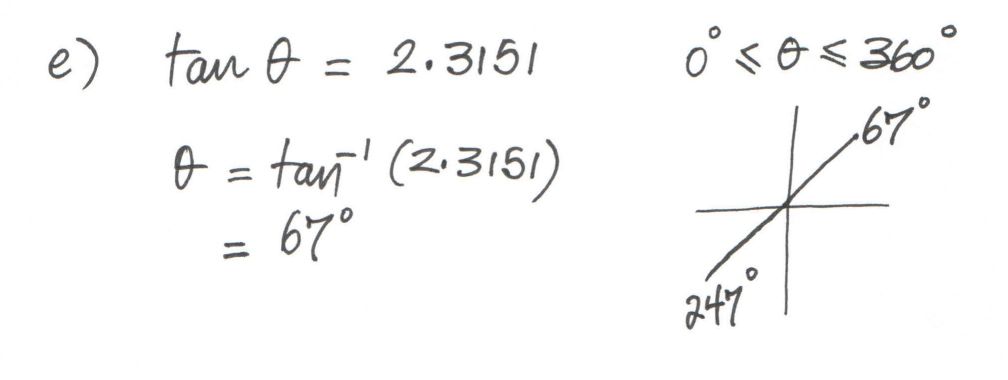 e) tan θ = 2.3151 0° ≤ θ ≤ 360°
θ = tan⁻¹ (2.3151)
= 67°
67°
247°